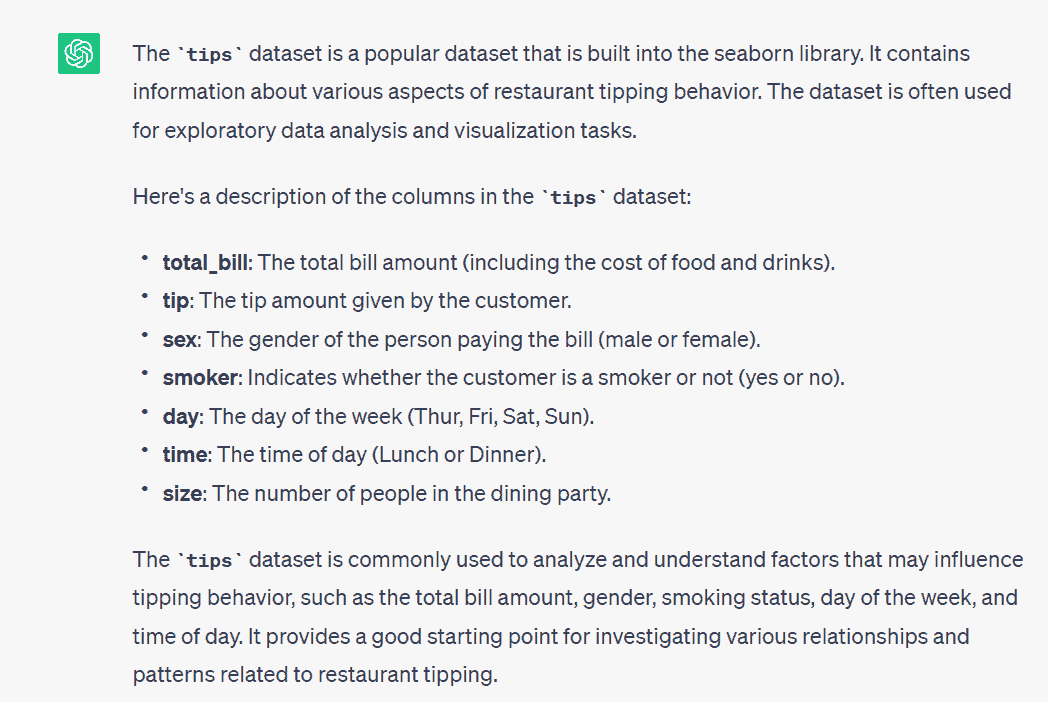 The `tips` dataset is a popular dataset that is built into the seaborn library. It contains
information about various aspects of restaurant tipping behavior. The dataset is often used
for exploratory data analysis and visualization tasks.
Here's a description of the columns in the `tips` dataset:
• total_bill: The total bill amount (including the cost of food and drinks).
• tip: The tip amount given by the customer.
• sex: The gender of the person paying the bill (male or female).
• smoker: Indicates whether the customer is a smoker or not (yes or no).
• day: The day of the week (Thur, Fri, Sat, Sun).
• time: The time of day (Lunch or Dinner).
• size: The number of people in the dining party.
The `tips` dataset is commonly used to analyze and understand factors that may influence
tipping behavior, such as the total bill amount, gender, smoking status, day of the week, and
time of day. It provides a good starting point for investigating various relationships and
patterns related to restaurant tipping.